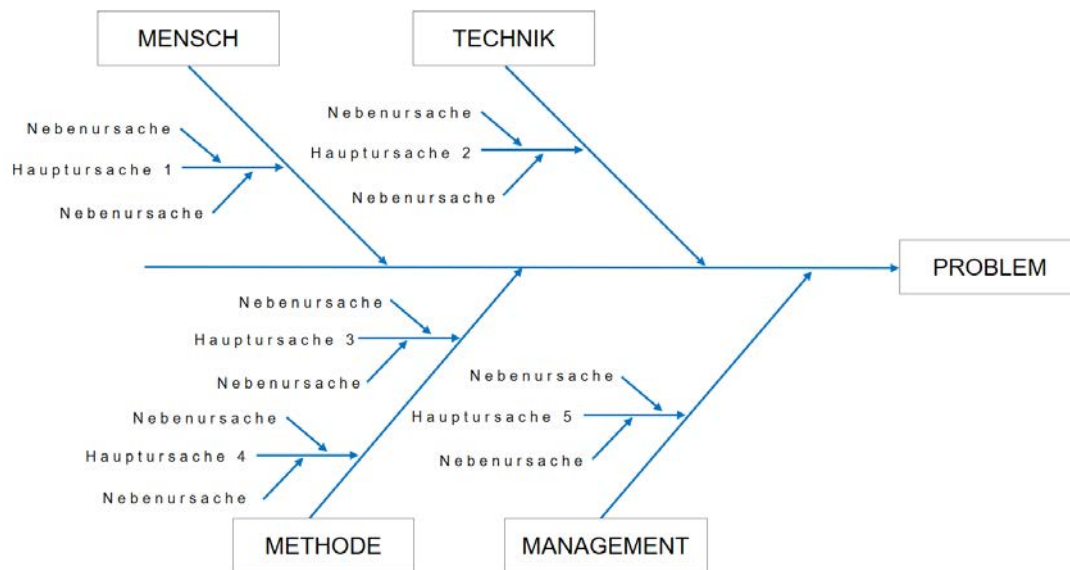 MENSCH
TECHNIK
Nebenursache
Hauptursache 1
Nebenursache
Nebenursache
Hauptursache 2
Nebenursache
PROBLEM
Nebenursache
Hauptursache 3
Nebenursache
Nebenursache
Hauptursache 4
Nebenursache
Nebenursache
Hauptursache 5
Nebenursache
METHODE
MANAGEMENT